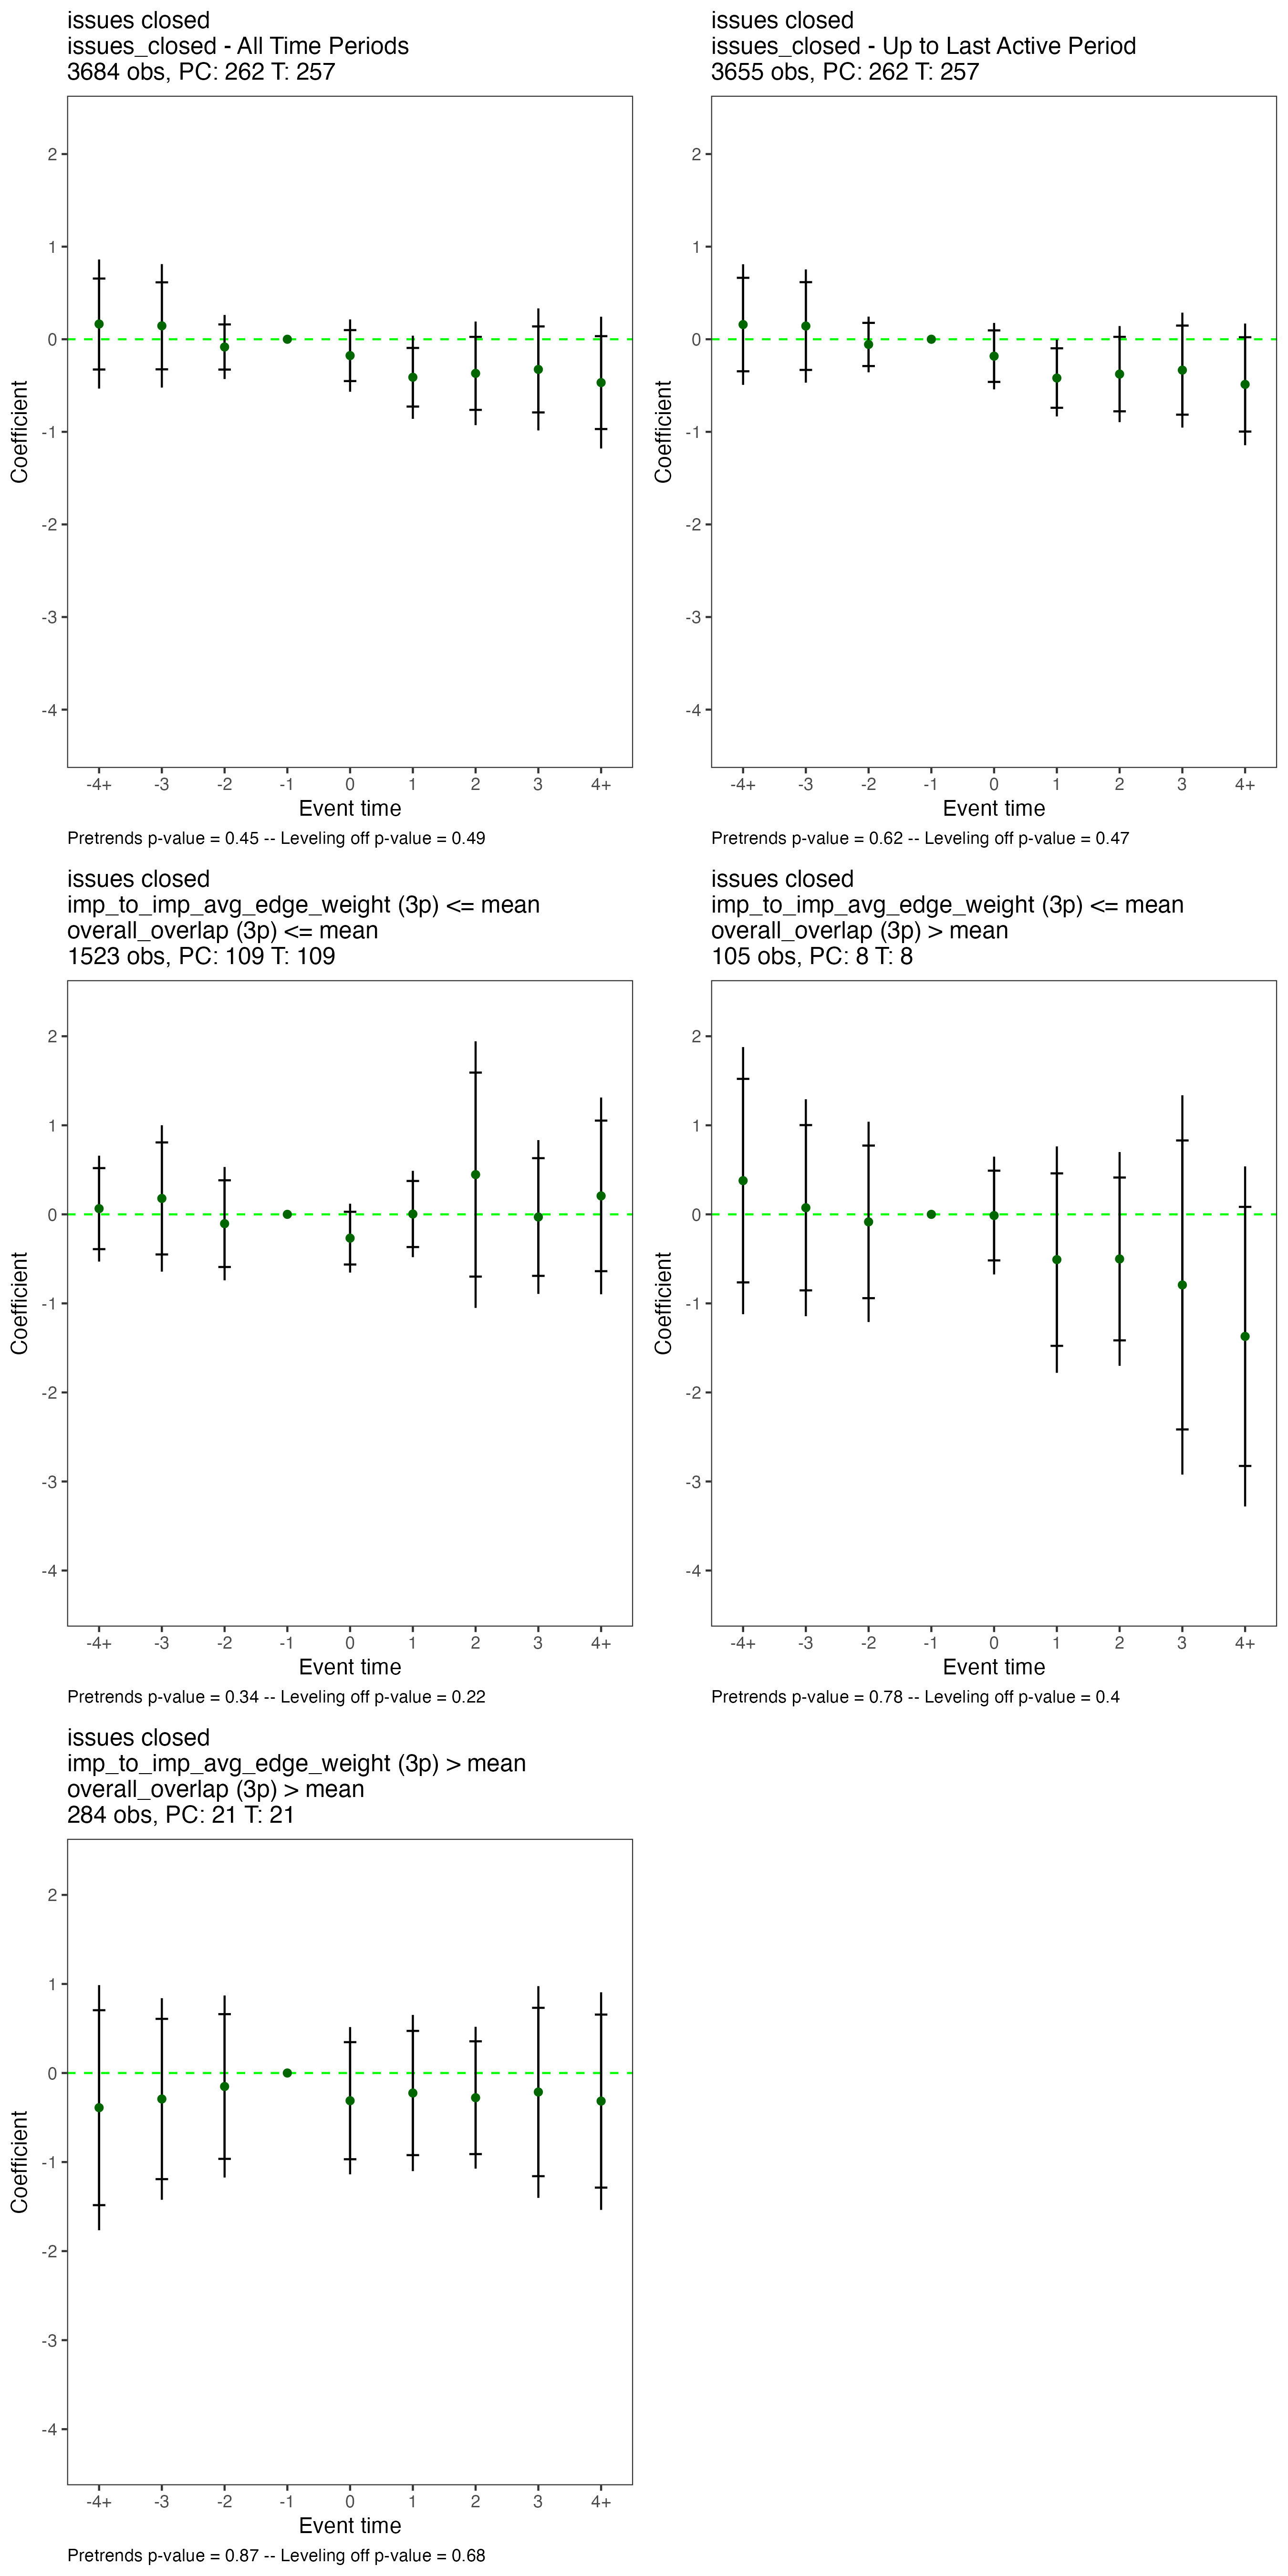 issues closed
issues_closed - All Time Periods
3684 obs, PC: 262 T: 257
2
1
0
-1
-2
-3
-4
Coefficient
-4+ -3 -2 -1 0 1 2 3 4+
Event time
Pretrends p-value = 0.45 -- Leveling off p-value = 0.49
issues closed
issues_closed - Up to Last Active Period
3655 obs, PC: 262 T: 257
2
1
0
-1
-2
-3
-4
Coefficient
-4+ -3 -2 -1 0 1 2 3 4+
Event time
Pretrends p-value = 0.62 -- Leveling off p-value = 0.47
issues closed
imp_to_imp_avg_edge_weight (3p) <= mean
overall_overlap (3p) <= mean
1523 obs, PC: 109 T: 109
2
1
0
-1
-2
-3
-4
Coefficient
-4+ -3 -2 -1 0 1 2 3 4+
Event time
Pretrends p-value = 0.34 -- Leveling off p-value = 0.22
issues closed
imp_to_imp_avg_edge_weight (3p) <= mean
overall_overlap (3p) > mean
105 obs, PC: 8 T: 8
2
1
0
-1
-2
-3
-4
Coefficient
-4+ -3 -2 -1 0 1 2 3 4+
Event time
Pretrends p-value = 0.78 -- Leveling off p-value = 0.4
issues closed
imp_to_imp_avg_edge_weight (3p) > mean
overall_overlap (3p) > mean
284 obs, PC: 21 T: 21
2
1
0
-1
-2
-3
-4
Coefficient
-4+ -3 -2 -1 0 1 2 3 4+
Event time
Pretrends p-value = 0.87 -- Leveling off p-value = 0.68